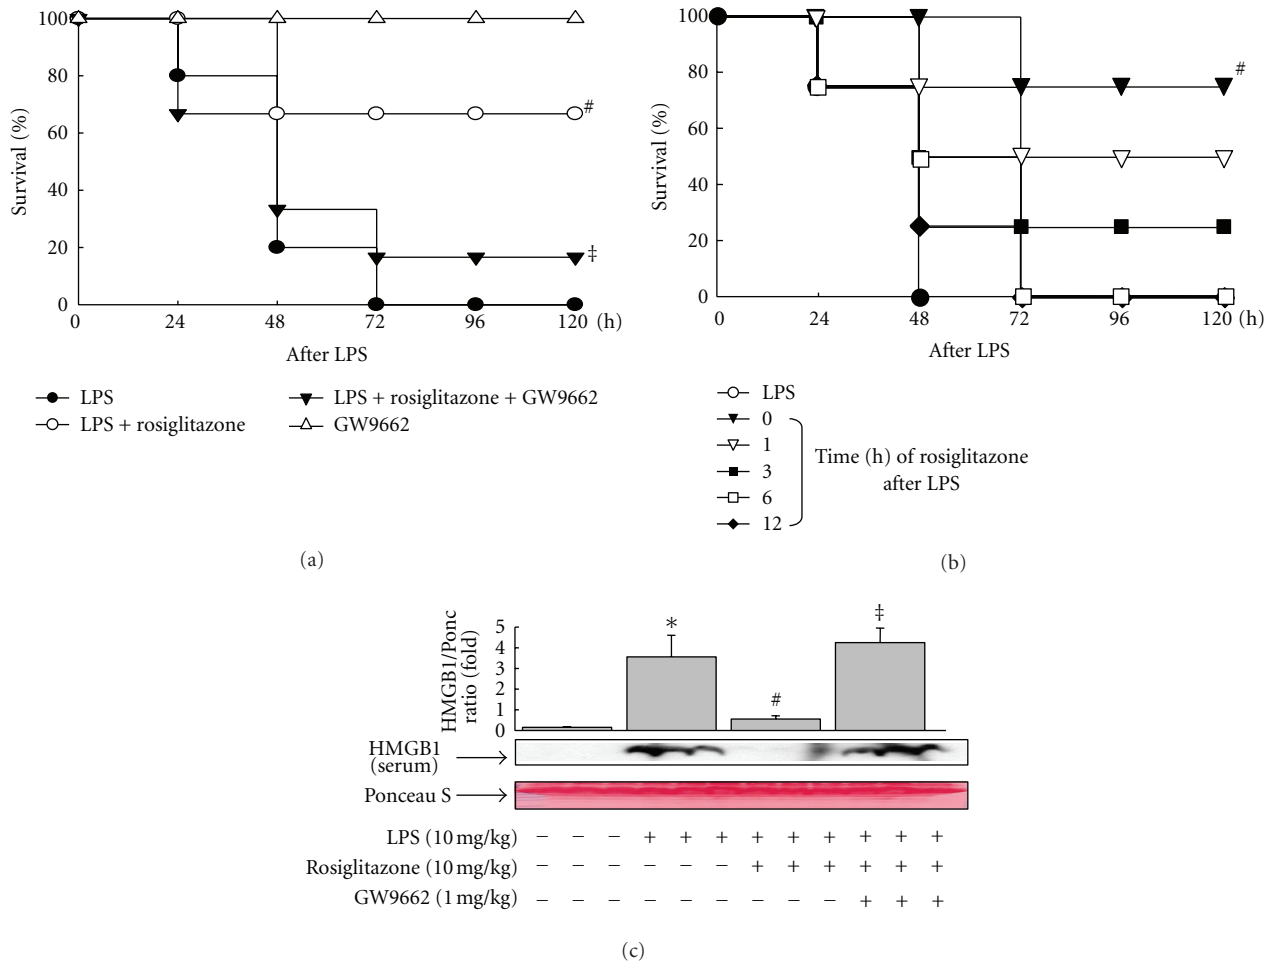 100
80
60
40
20
0
Survival (%)
0 24 48 72 96 120 (h)
After LPS
#
‡
LPS
LPS + rosiglitazone
LPS + rosiglitazone + GW9662
GW9662
(a)
100
80
60
40
20
0
Survival (%)
0 24 48 72 96 120 (h)
After LPS
#
LPS
0
1
3
6
12
Time (h) of rosiglitazone
after LPS
(b)
HMGB1/Ponc
ratio (fold)
5
4
3
2
1
0
*
#
‡
HMGB1
(serum)
Ponceau S
LPS (10 mg/kg) − − − + + + + + + + + +
Rosiglitazone (10 mg/kg) − − − − − − + + + + + +
GW9662 (1 mg/kg) − − − − − − − − − + + +
(c)